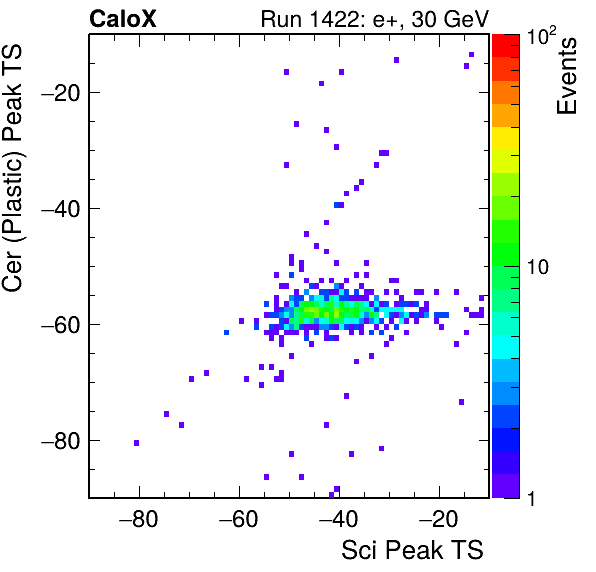 CaloX Run 1422: e+, 30 GeV
Cer (Plastic) Peak TS
−20
−40
−60
−80
−80 −60 −40 −20
Sci Peak TS
10²
10
1
Events